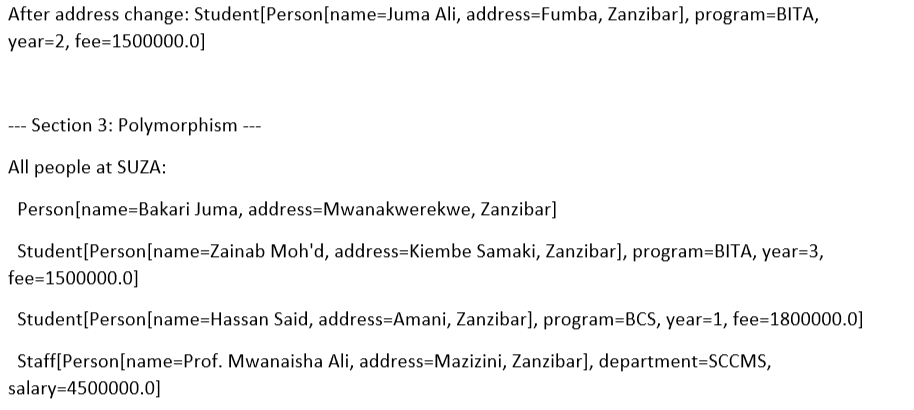 After address change: Student[Person[name=Juma Ali, address=Fumba, Zanzibar], program=BITA,
year=2, fee=1500000.0]
--- Section 3: Polymorphism ---
All people at SUZA:
Person[name=Bakari Juma, address=Mwanakwerekwe, Zanzibar]
Student[Person[name=Zainab Moh'd, address=Kiembe Samaki, Zanzibar], program=BITA, year=3,
fee=1500000.0]
Student[Person[name=Hassan Said, address=Amani, Zanzibar], program=BCS, year=1, fee=1800000.0]
Staff[Person[name=Prof. Mwanaisha Ali, address=Mazizini, Zanzibar], department=SCCMS,
salary=4500000.0]